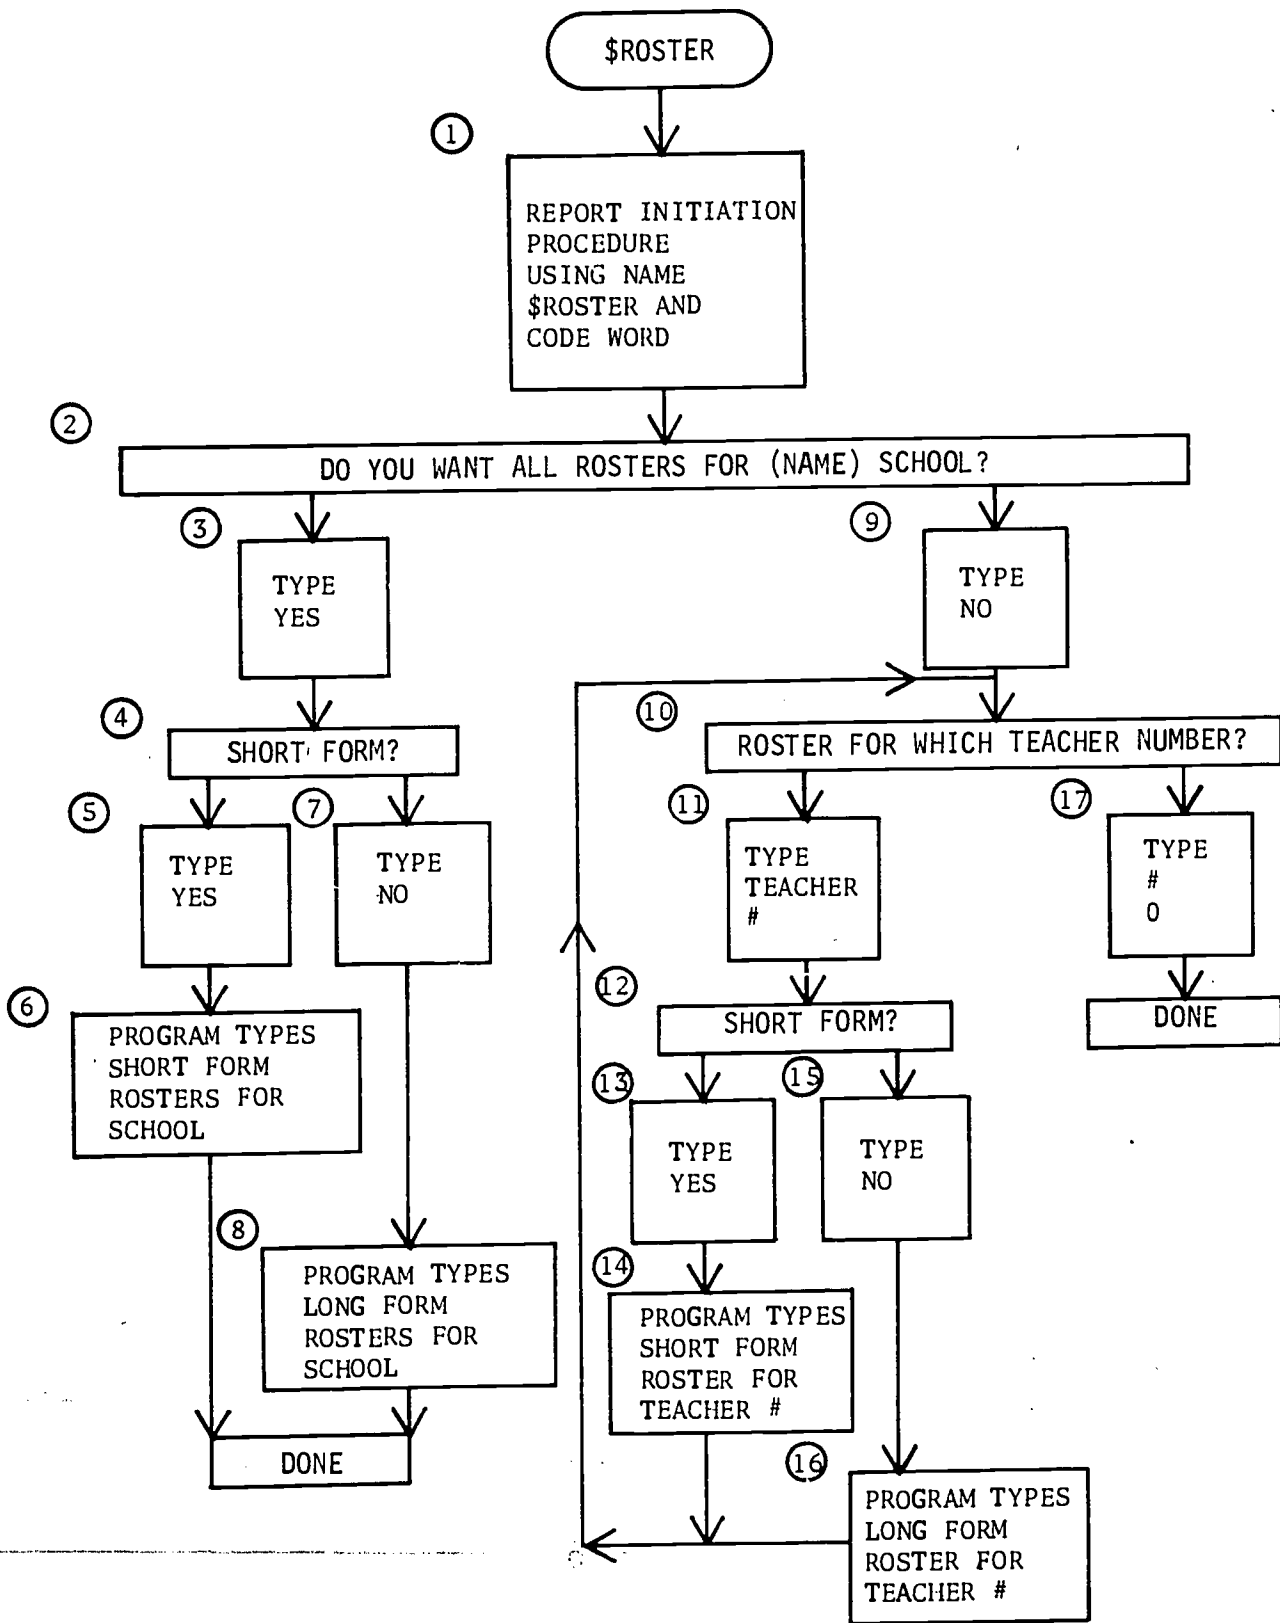 $ROSTER
1
REPORT INITIATION
PROCEDURE
USING NAME
$ROSTER AND
CODE WORD
2
DO YOU WANT ALL ROSTERS FOR (NAME) SCHOOL?
3
TYPE
YES
4
SHORT FORM?
5
TYPE
YES
6
PROGRAM TYPES
SHORT FORM
ROSTERS FOR
SCHOOL
7
TYPE
NO
8
PROGRAM TYPES
LONG FORM
ROSTERS FOR
SCHOOL
DONE
9
TYPE
NO
10
ROSTER FOR WHICH TEACHER NUMBER?
11
TYPE
TEACHER
#
12
SHORT FORM?
13
TYPE
YES
14
PROGRAM TYPES
SHORT FORM
ROSTER FOR
TEACHER #
15
TYPE
NO
16
PROGRAM TYPES
LONG FORM
ROSTER FOR
TEACHER #
17
TYPE
#
0
DONE